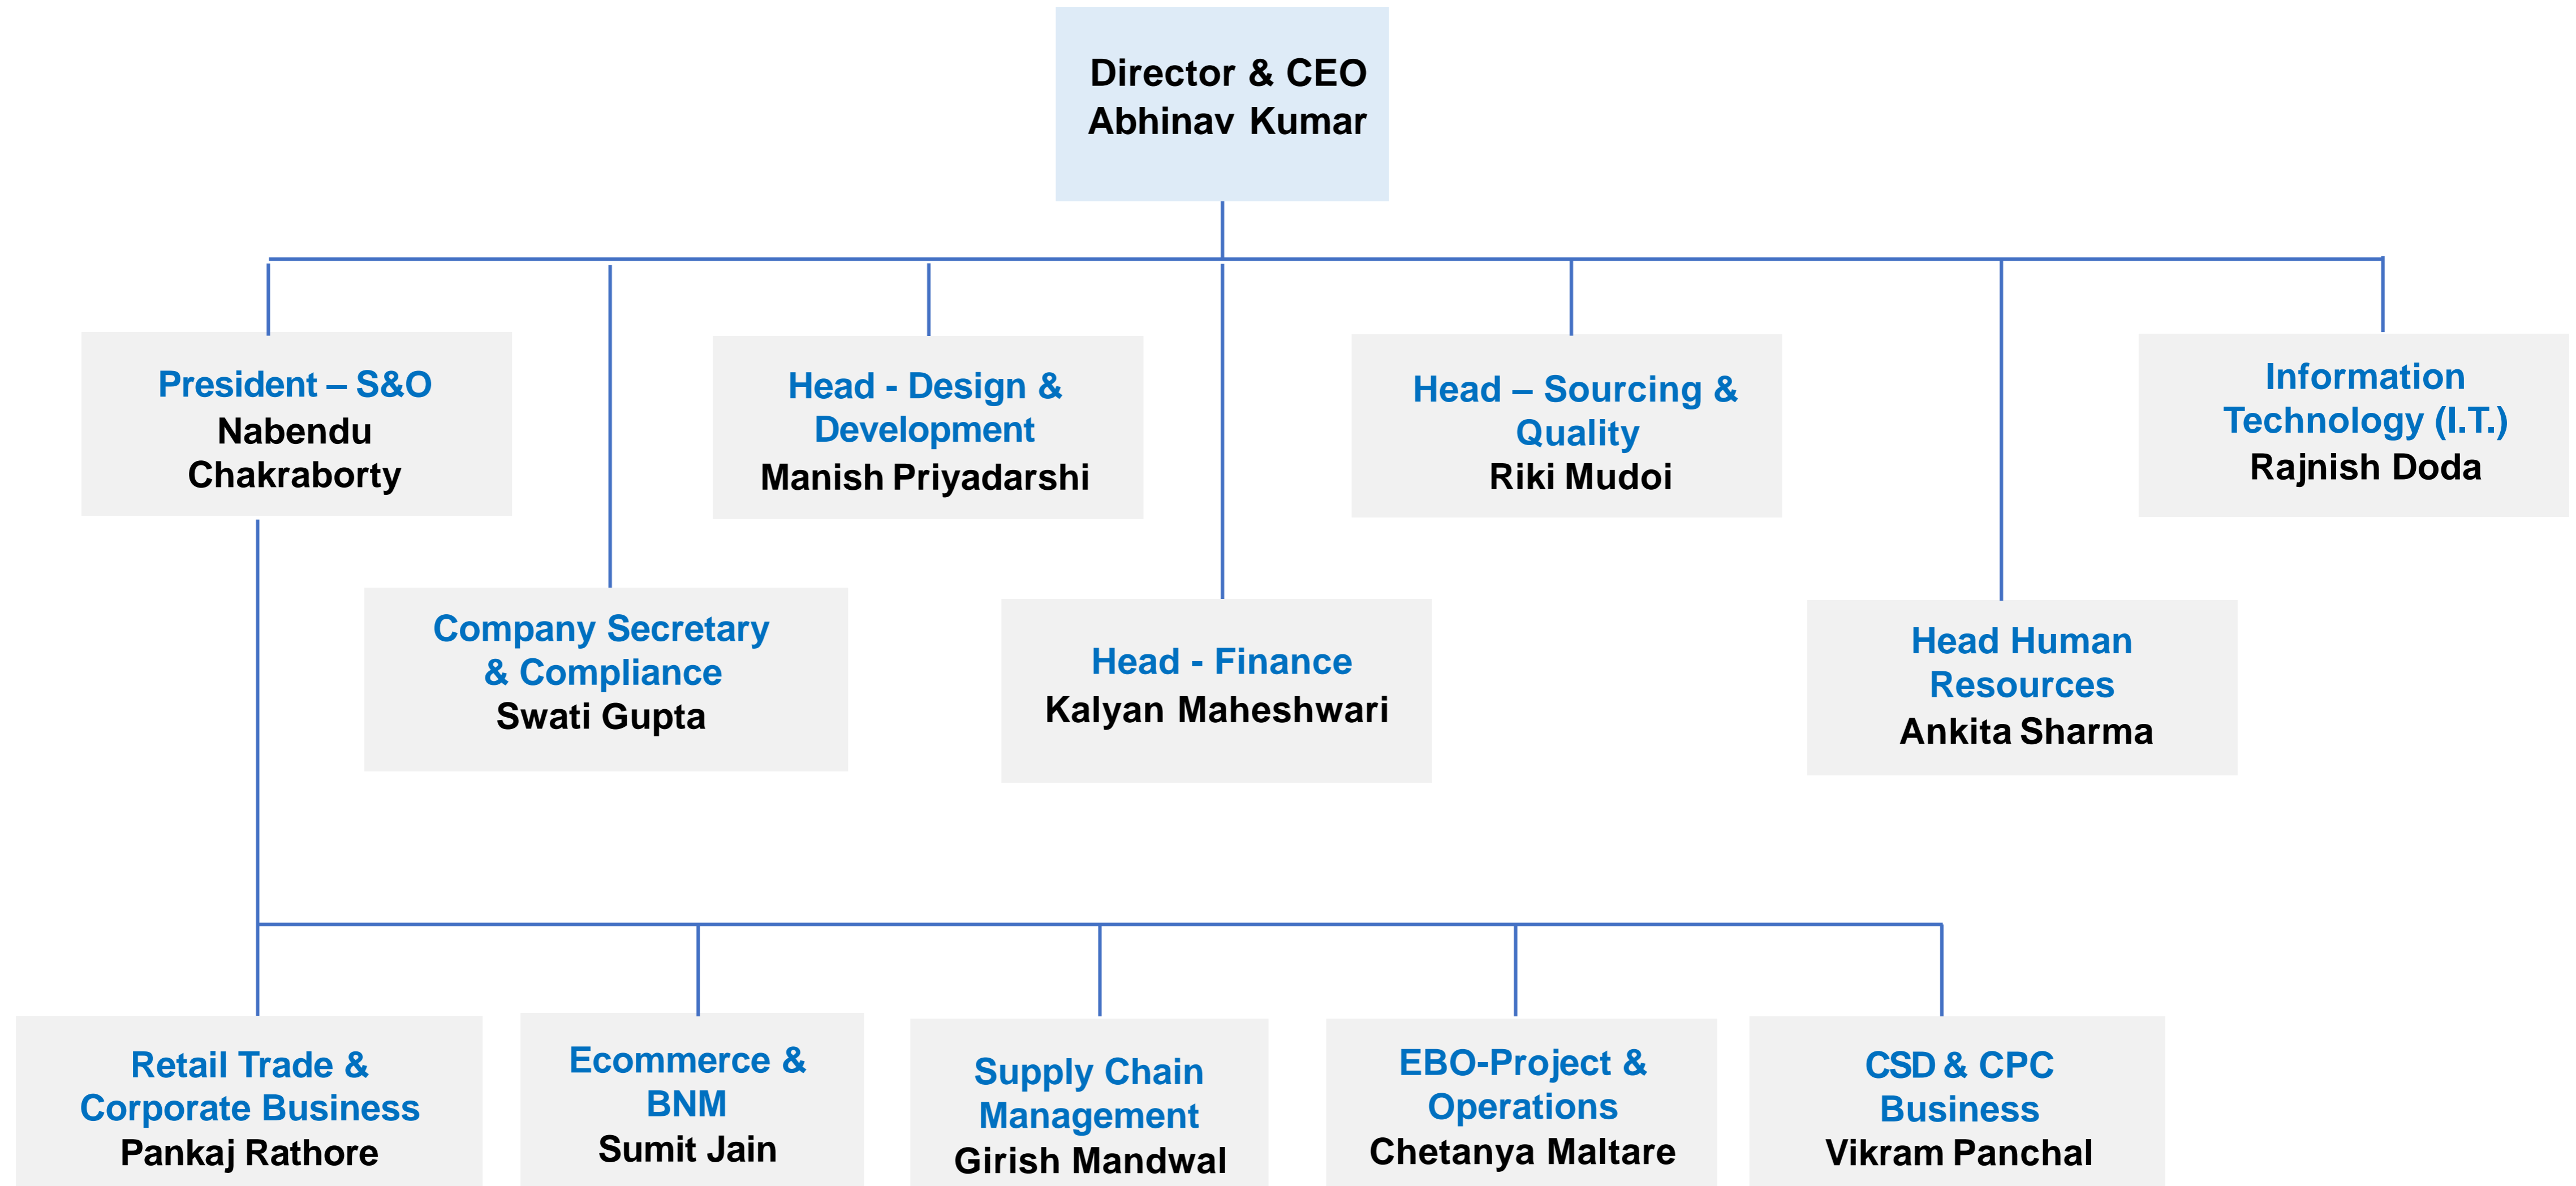 Director & CEO
Abhinav Kumar
President – S&O
Nabendu
Chakraborty
Head - Design &
Development
Manish Priyadarshi
Head – Sourcing &
Quality
Riki Mudoi
Information
Technology (I.T.)
Rajnish Doda
Company Secretary
& Compliance
Swati Gupta
Head - Finance
Kalyan Maheshwari
Head Human
Resources
Ankita Sharma
Retail Trade &
Corporate Business
Pankaj Rathore
Ecommerce &
BNM
Sumit Jain
Supply Chain
Management
Girish Mandwal
EBO-Project &
Operations
Chetanya Maltare
CSD & CPC
Business
Vikram Panchal